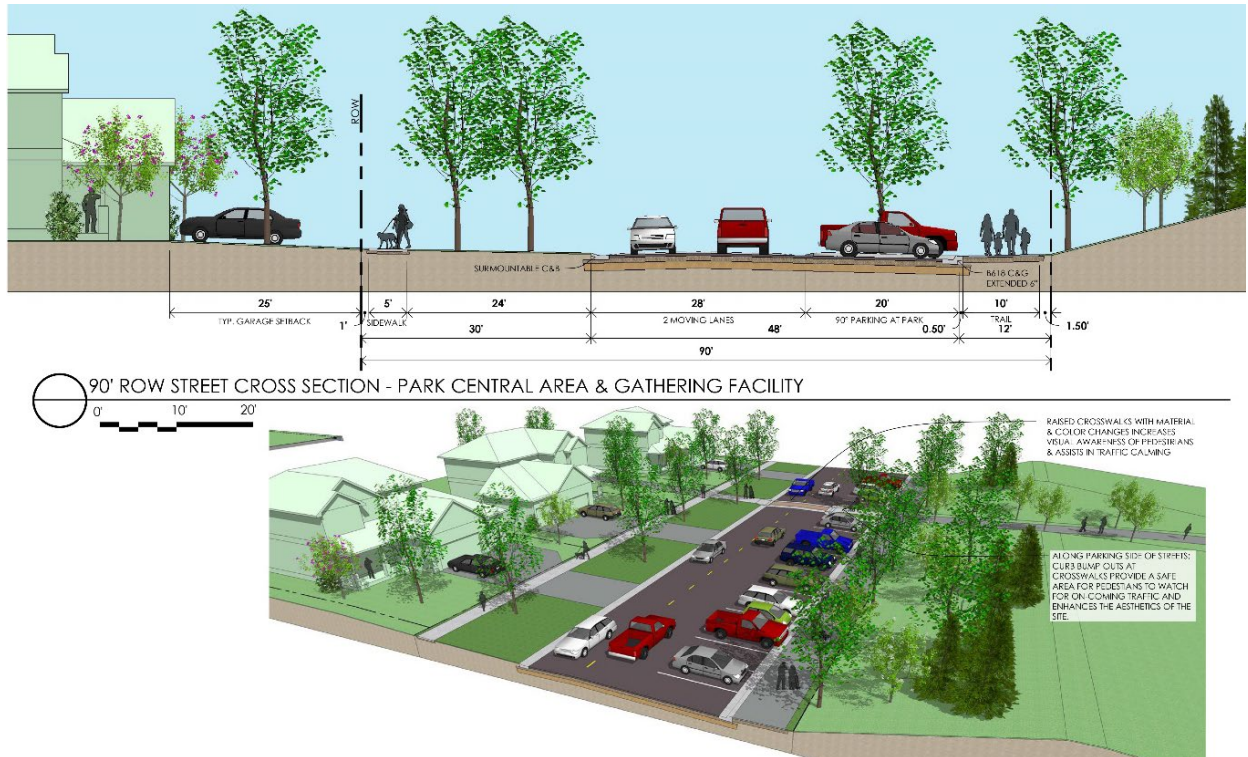 ROW
SURMOUNTABLE C&B
B618 C&G
EXTENDED 6"
25'
5'
24'
28'
20'
10'
TYP. GARAGE SETBACK
1'
SIDEWALK
2 MOVING LANES
90° PARKING AT PARK
0.50'
TRAIL
1.50'
30'
48'
12'
90'
90' ROW STREET CROSS SECTION - PARK CENTRAL AREA & GATHERING FACILITY
0' 10' 20'
RAISED CROSSWALKS WITH MATERIAL
& COLOR CHANGES INCREASES
VISUAL AWARENESS OF PEDESTRIANS
& ASSISTS IN TRAFFIC CALMING
ALONG PARKING SIDE OF STREETS:
CURB BUMP OUTS AT
CROSSWALKS PROVIDE A SAFE
AREA FOR PEDESTIANS TO WATCH
FOR ON-COMING TRAFFIC AND
ENHANCES THE AESTHETICS OF THE
SITE.